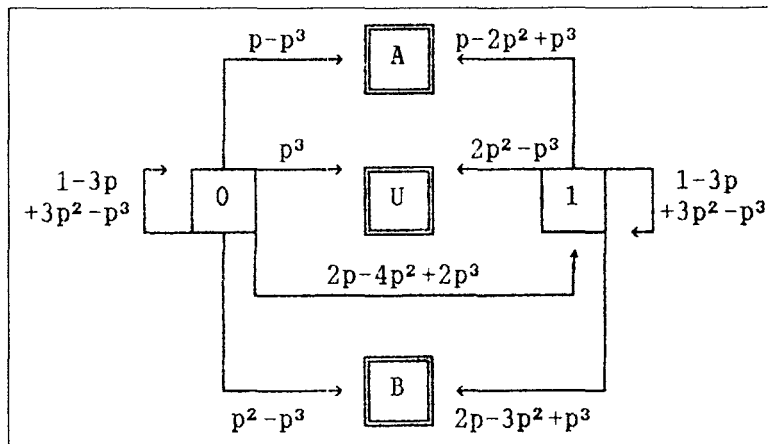 p-p³ A p-2p²+p³
p³ 2p²-p³
1-3p
+3p²-p³
0 U 1
1-3p
+3p²-p³
2p-4p²+2p³
B
p²-p³ 2p-3p²+p³